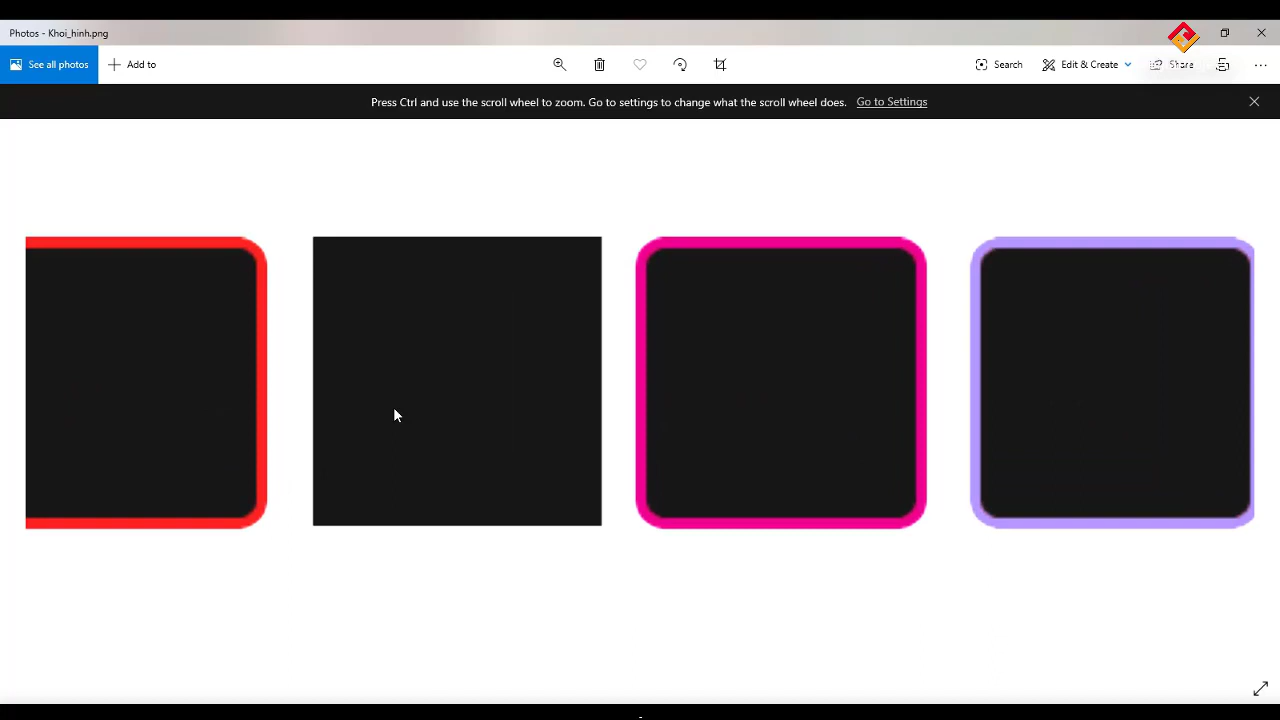 Photos - Khoi_hinh.png
See all photos
Add to
Search
Edit & Create
Share
Press Ctrl and use the scroll wheel to zoom. Go to settings to change what the scroll wheel does. Go to Settings